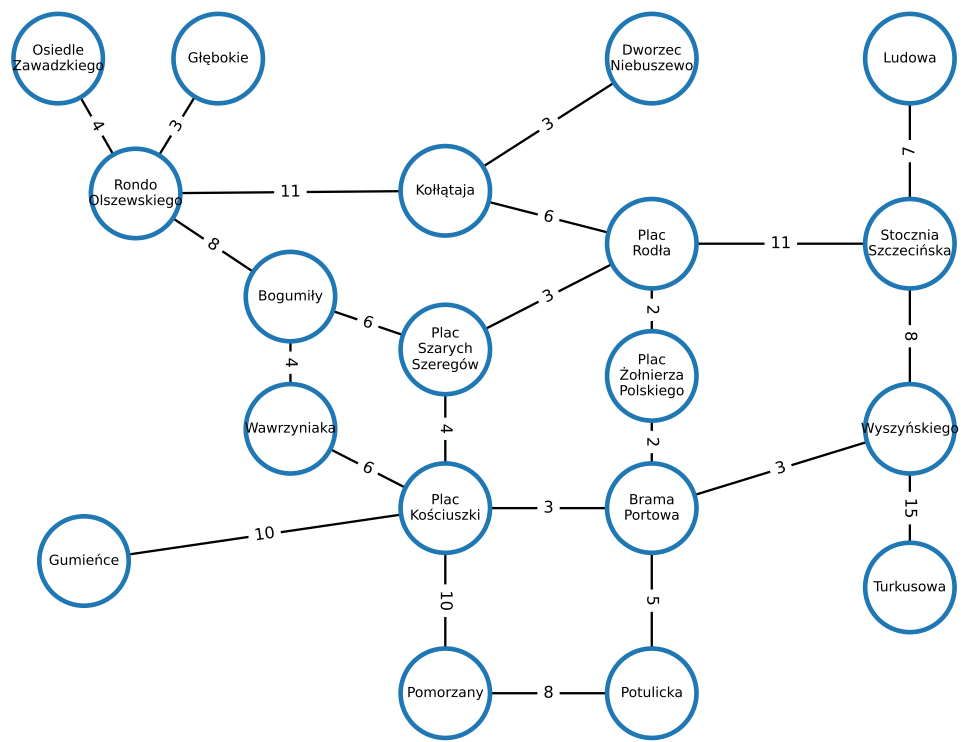 Osiedle
Zawadzkiego
Głębokie
Dworzec
Niebuszewo
Ludowa
4
3
3
7
Rondo
Olszewskiego
11
Kołłątaja
6
8
Plac
Rodła
11
Stocznia
Szczecińska
Bogumiły
6
3
2
8
Plac
Szarych
Szeregów
4
Plac
Żołnierza
Polskiego
Wawrzyniaka
4
2
Wyszyńskiego
6
3
Plac
Kościuszki
3
Brama
Portowa
15
10
Gumieńce
Turkusowa
10
5
Pomorzany
8
Potulicka